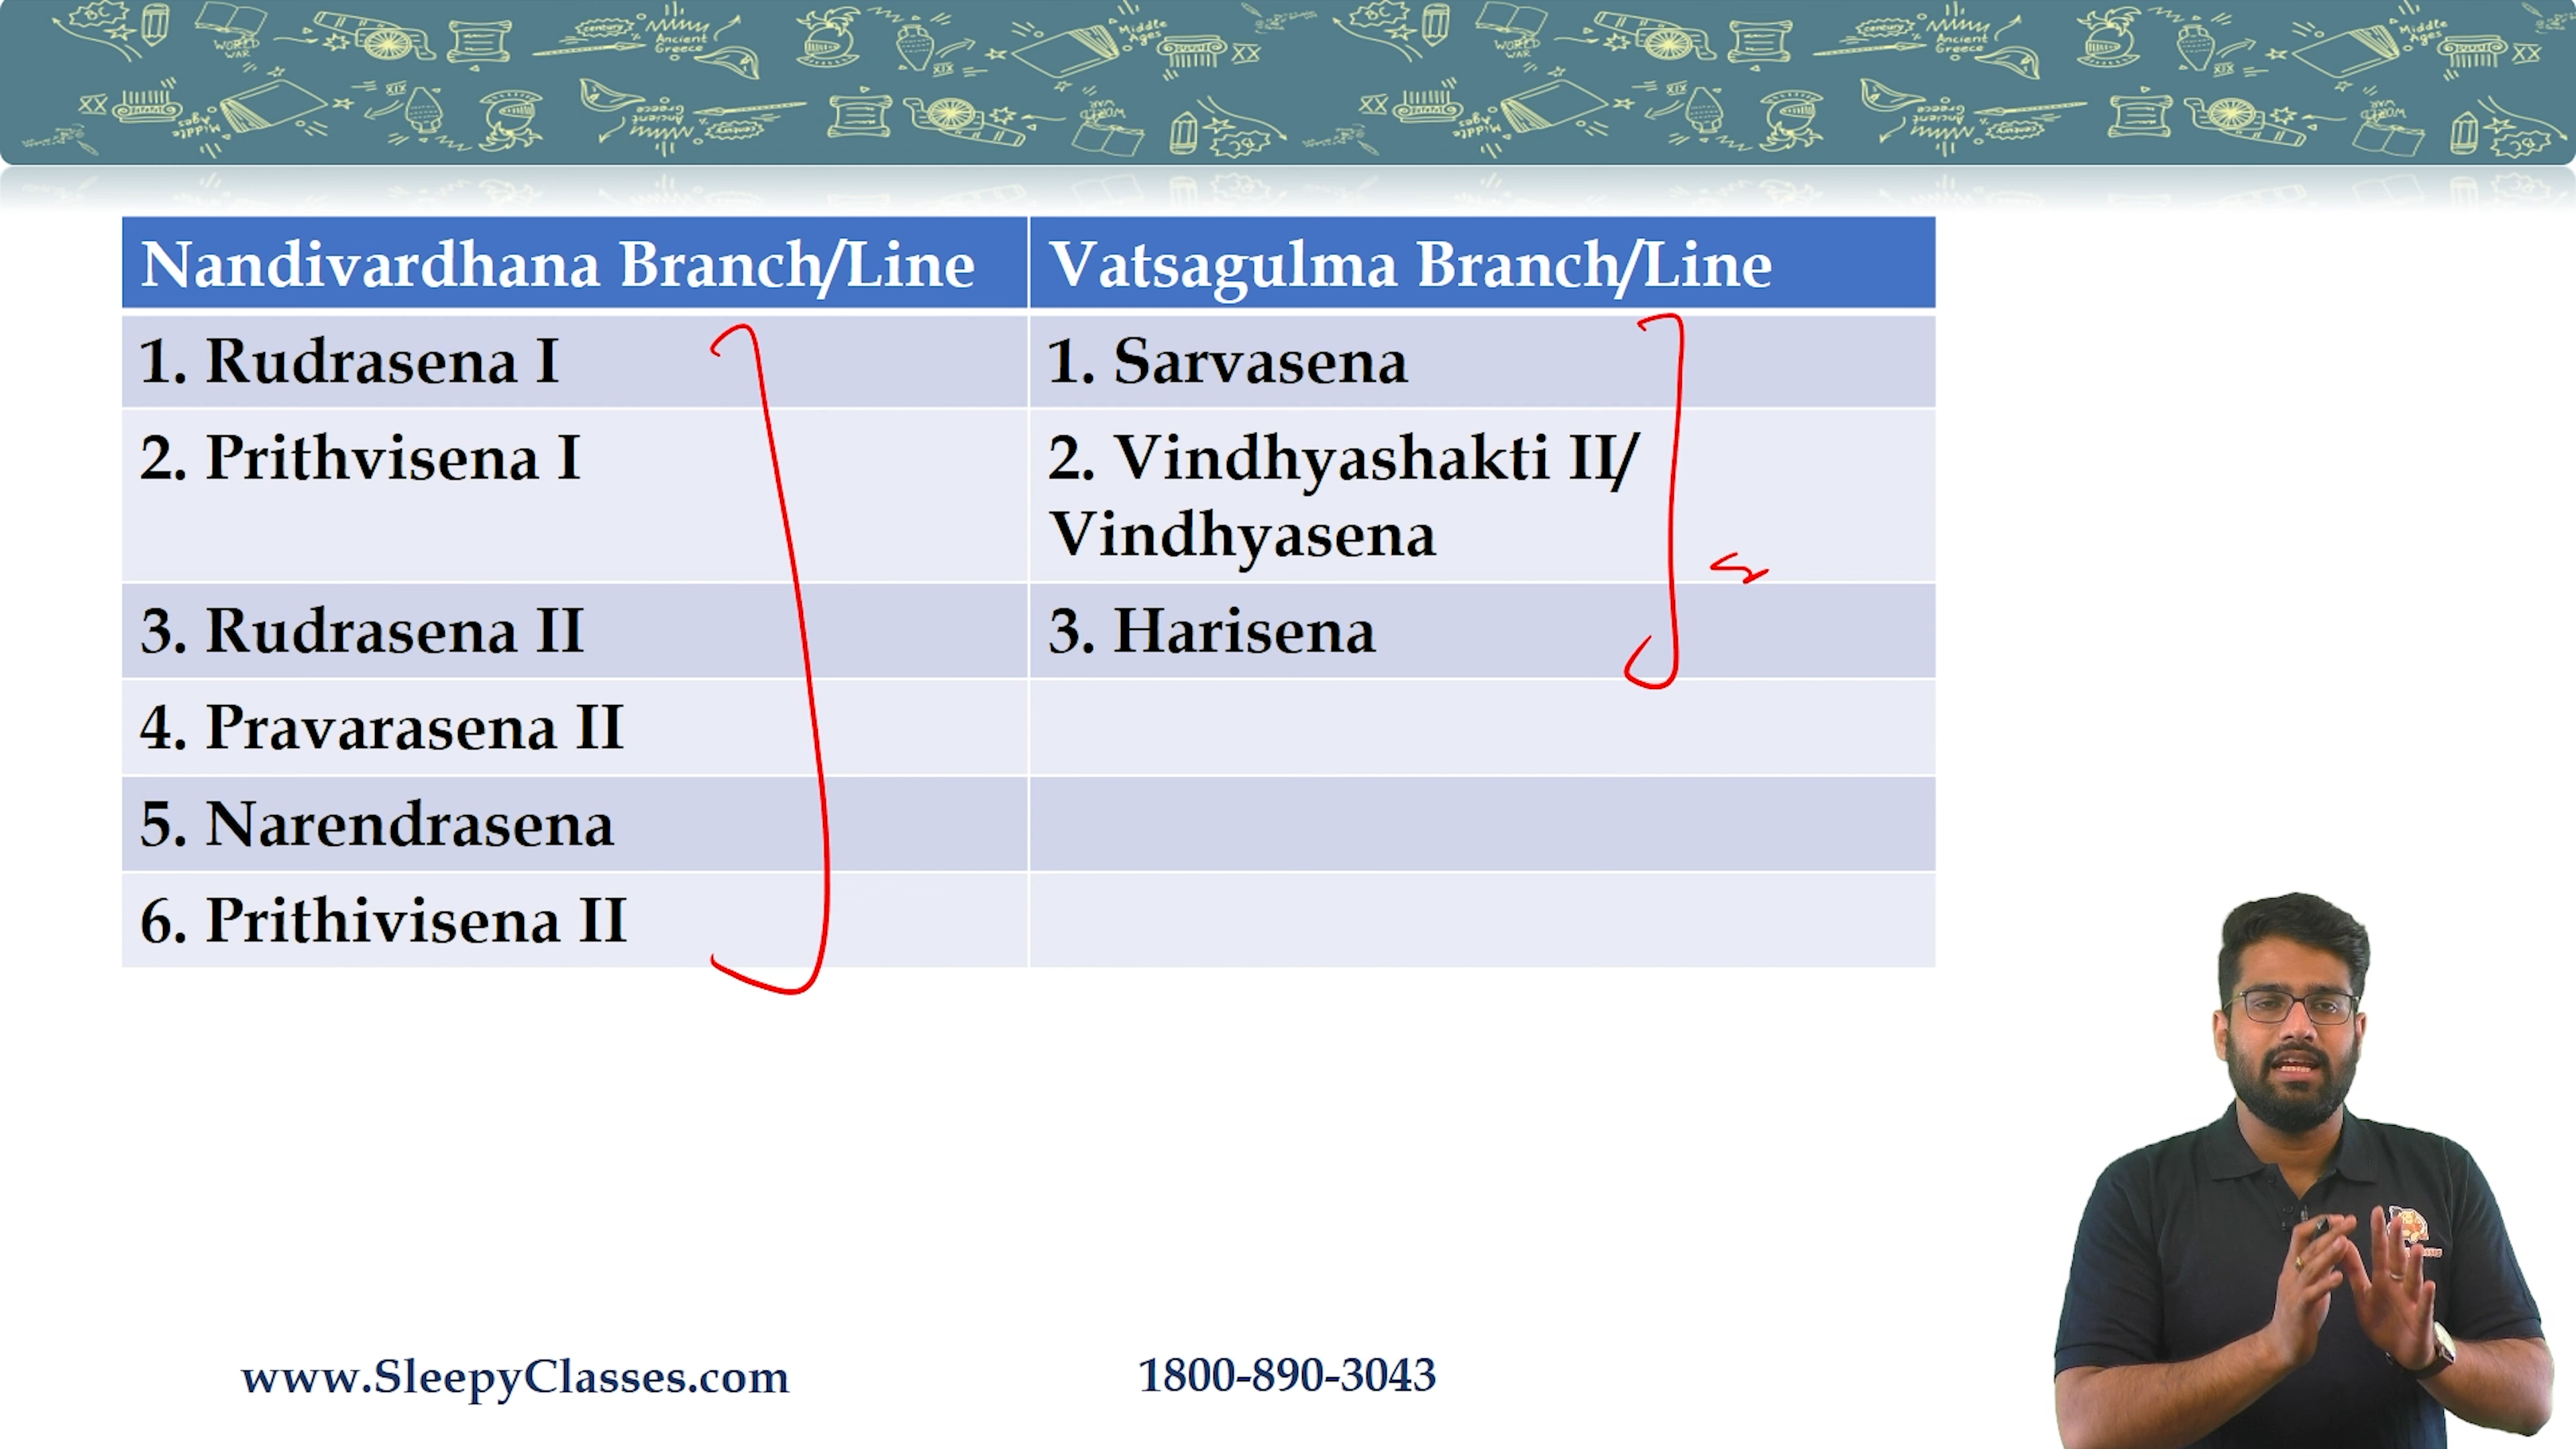 Nandivardhana Branch/Line
Vatsagulma Branch/Line
1. Rudrasena I
1. Sarvasena
2. Prithvisena I
2. Vindhyashakti II/
Vindhyasena
3. Rudrasena II
3. Harisena
4. Pravarasena II
5. Narendrasena
6. Prithivisena II
www.SleepyClasses.com
1800-890-3043